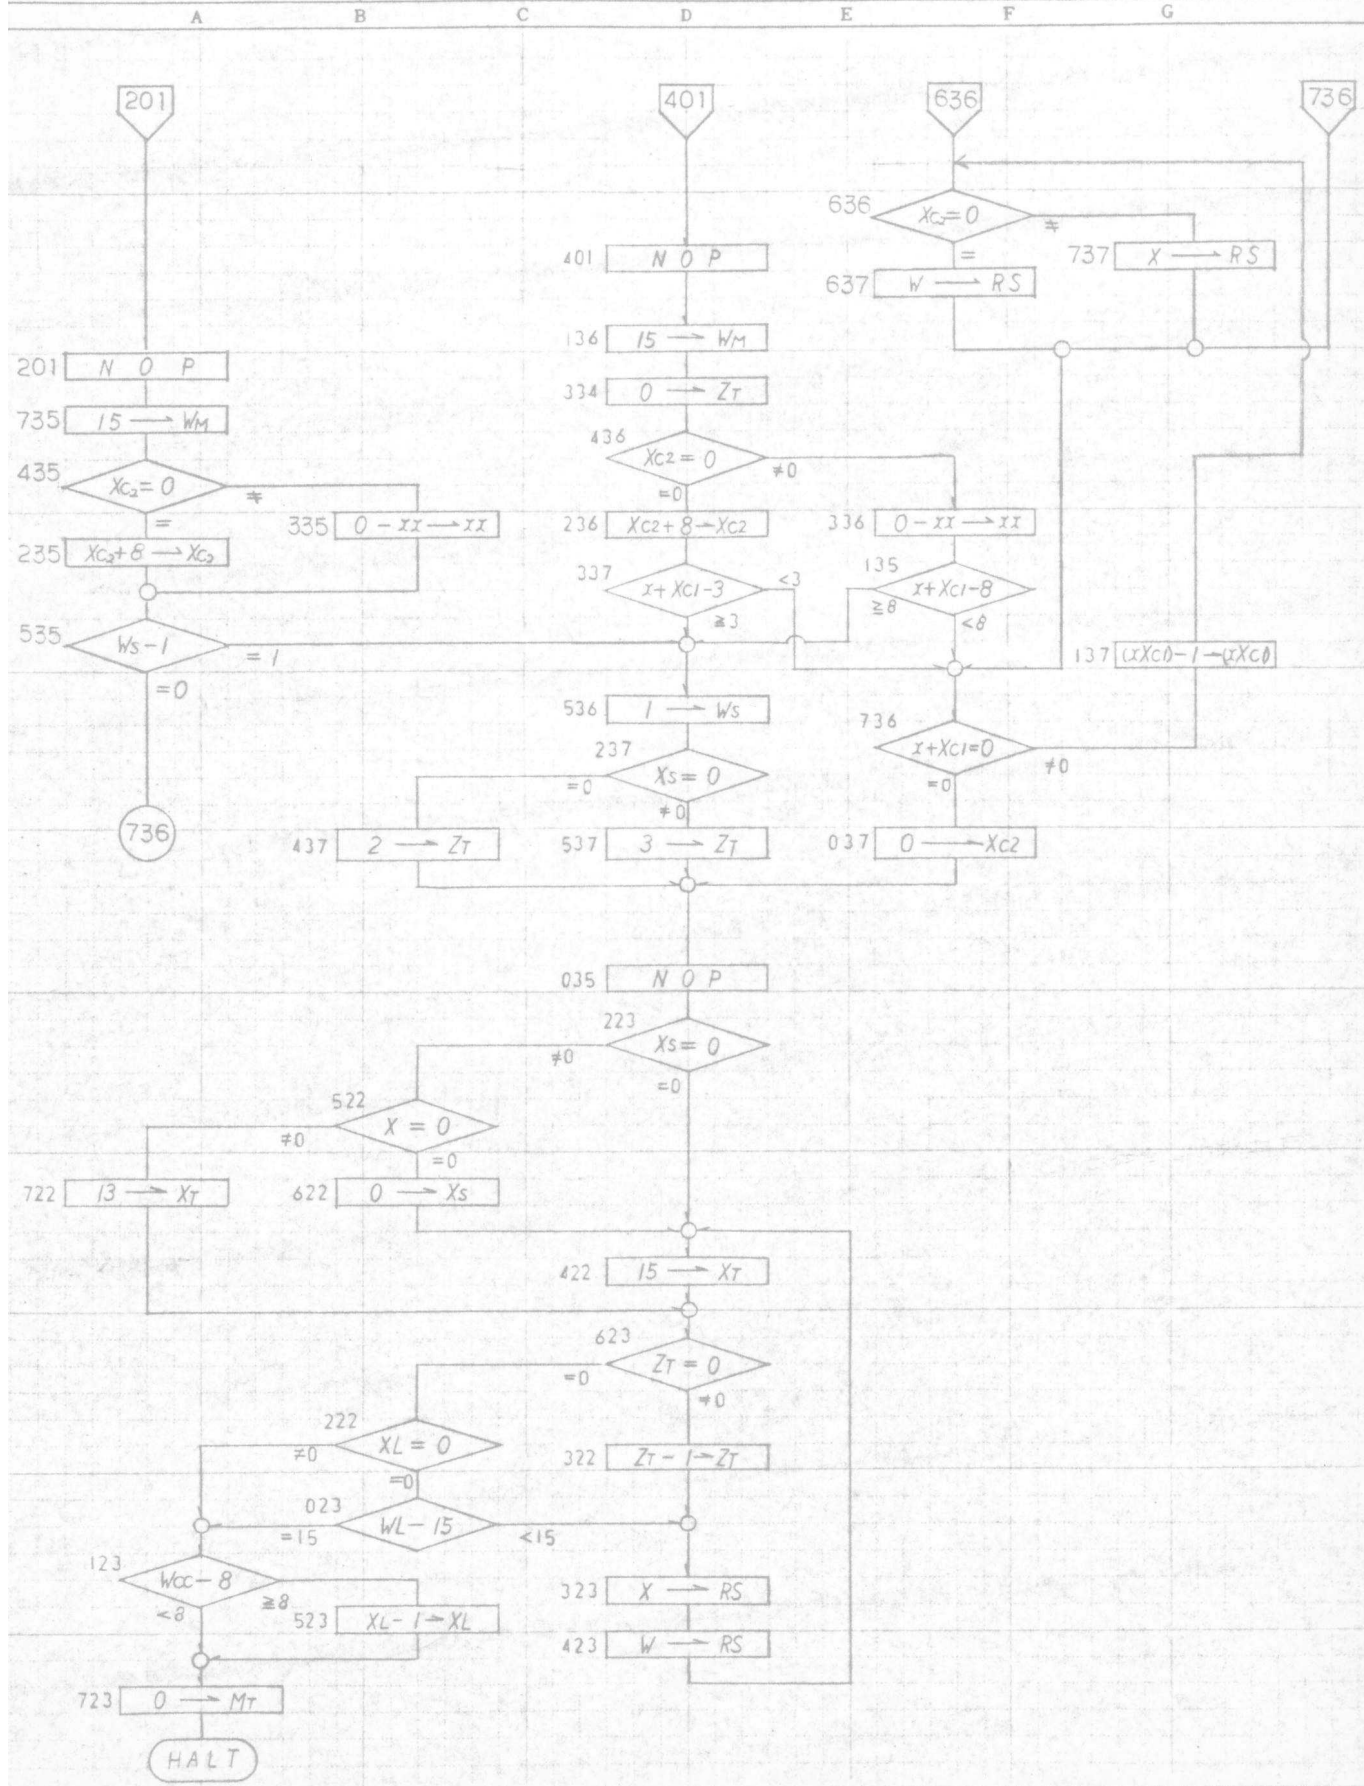 A B C D E F G
201 401 636 736
636 Xc2=0 ≠
=
401 N O P
737 X → RS
637 W → RS
136 15 → WM
201 N O P
334 0 → ZT
735 15 → WM
436 Xc2=0 ≠0
=0
435 Xc2=0 ≠
=
335 0-xx → xx
236 Xc2+8→Xc2
336 0-xx → xx
235 Xc2+8 → Xc2
337 x+Xc1-3 <3
≧3
135 x+Xc1-8
≧8 <8
535 Ws-1 =1
=0
137 (xXc1)-1→(xXc1)
536 1 → Ws
736 x+Xc1=0 ≠0
=0
237 Xs=0
=0 ≠0
736
437 2 → ZT
537 3 → ZT
037 0 → Xc2
035 N O P
223 Xs=0
≠0 =0
522 X=0
≠0 =0
722 13 → XT
622 0 → Xs
422 15 → XT
623 ZT=0
=0 ≠0
222 XL=0
≠0 =0
322 ZT-1→ZT
023 WL-15
=15 <15
123 Wcc-8
<8 ≧8
323 X → RS
523 XL-1→XL
423 W → RS
723 0 → MT
HALT